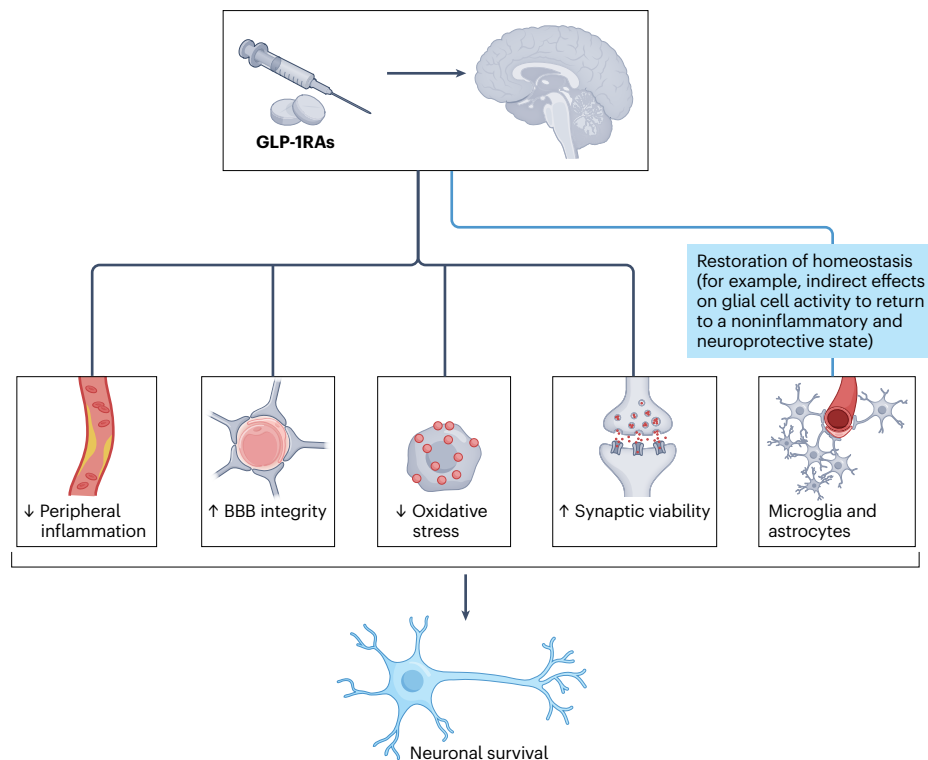 GLP-1RAs
Restoration of homeostasis
(for example, indirect effects
on glial cell activity to return
to a noninflammatory and
neuroprotective state)
↓ Peripheral
inflammation
↑ BBB integrity
↓ Oxidative
stress
↑ Synaptic viability
Microglia and
astrocytes
Neuronal survival